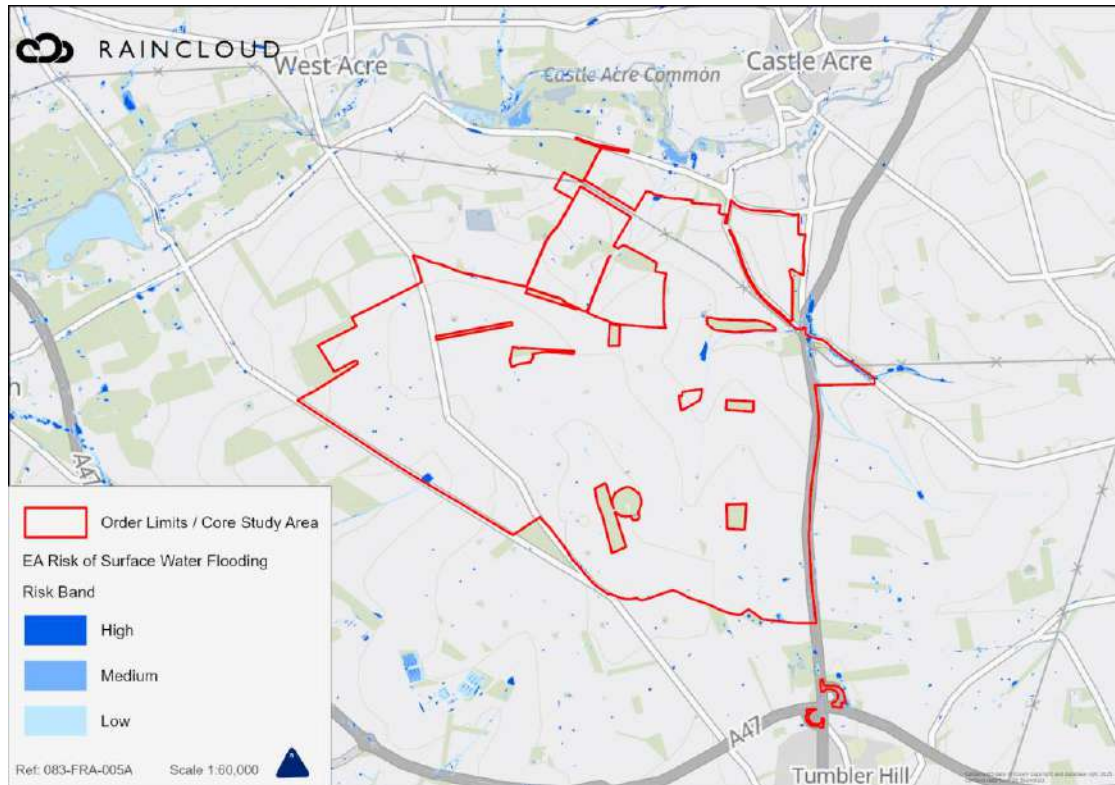 RAINCLOUD
West Acre
Castle Acre Common
Castle Acre
n
A47
A47
Tumbler Hill
Order Limits / Core Study Area
EA Risk of Surface Water Flooding
Risk Band
High
Medium
Low
Ref: 083-FRA-005A
Scale 1:60,000